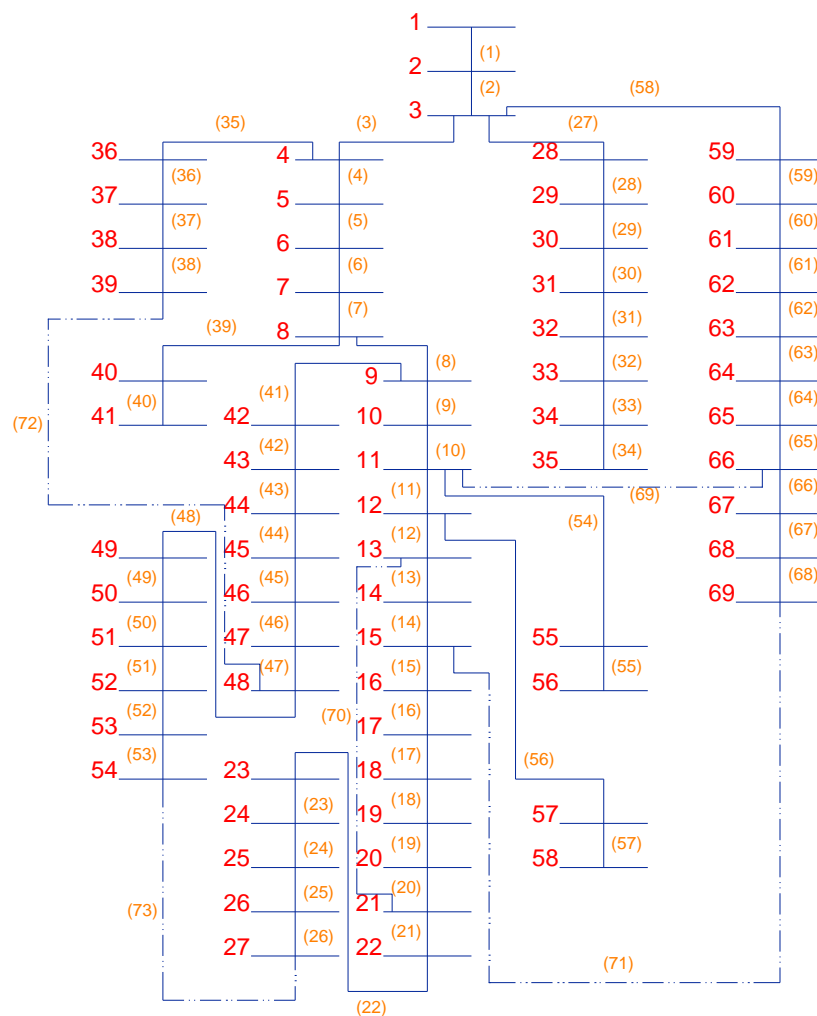 1
(1)
2
(2) (58)
3
(35) (3) (27)
36 4 28 59
(36) (4) (59)
37 5 29 (28) 60
(37) (5) (29) (60)
38 6 30 61
(38) (6) (30) (61)
39 7 31 62
(7) (31) (62)
(39) 8 32 63
(8) (32) (63)
40 9 33 64
(40) (41) (9) (33) (64)
41 42 10 34 65
(72) (42) (10) (34) (65)
43 11 35 66
(43) (11) (69) (66)
44 12 67
(48) (44) (12) (54) (67)
49 45 13 68
(49) (45) (13) (68)
50 46 14 69
(50) (46) (14)
51 47 15 55
(51) (47) (15) (55)
52 48 16 56
(52) (70) (16)
53 17
(53) (17) (56)
54 23 18
(23) (18)
24 19 57
(24) (19) (57)
25 20 58
(25) (20)
(73) 26 21
(26) (21)
27 22
(71)
(22)